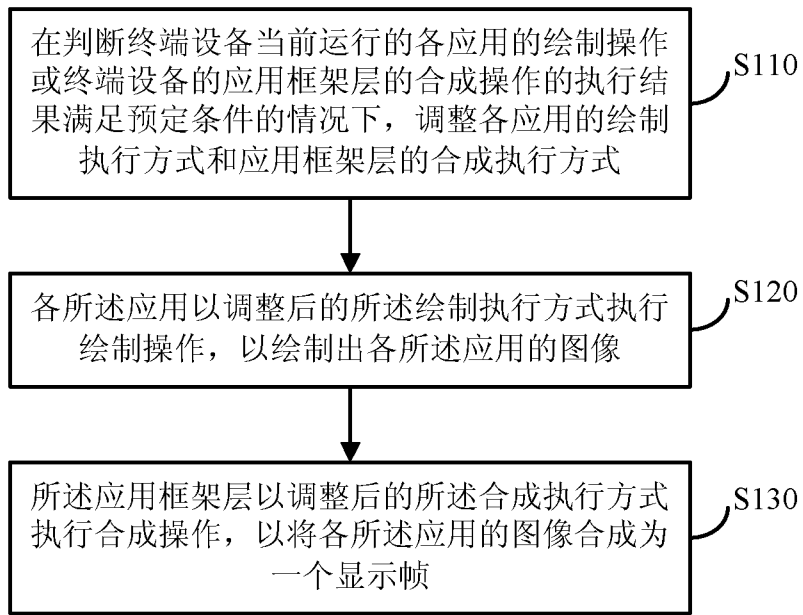 在判断终端设备当前运行的各应用的绘制操作
或终端设备的应用框架层的合成操作的执行结
果满足预定条件的情况下，调整各应用的绘制
执行方式和应用框架层的合成执行方式
S110
各所述应用以调整后的所述绘制执行方式执行
绘制操作，以绘制出各所述应用的图像
S120
所述应用框架层以调整后的所述合成执行方式
执行合成操作，以将各所述应用的图像合成为
一个显示帧
S130